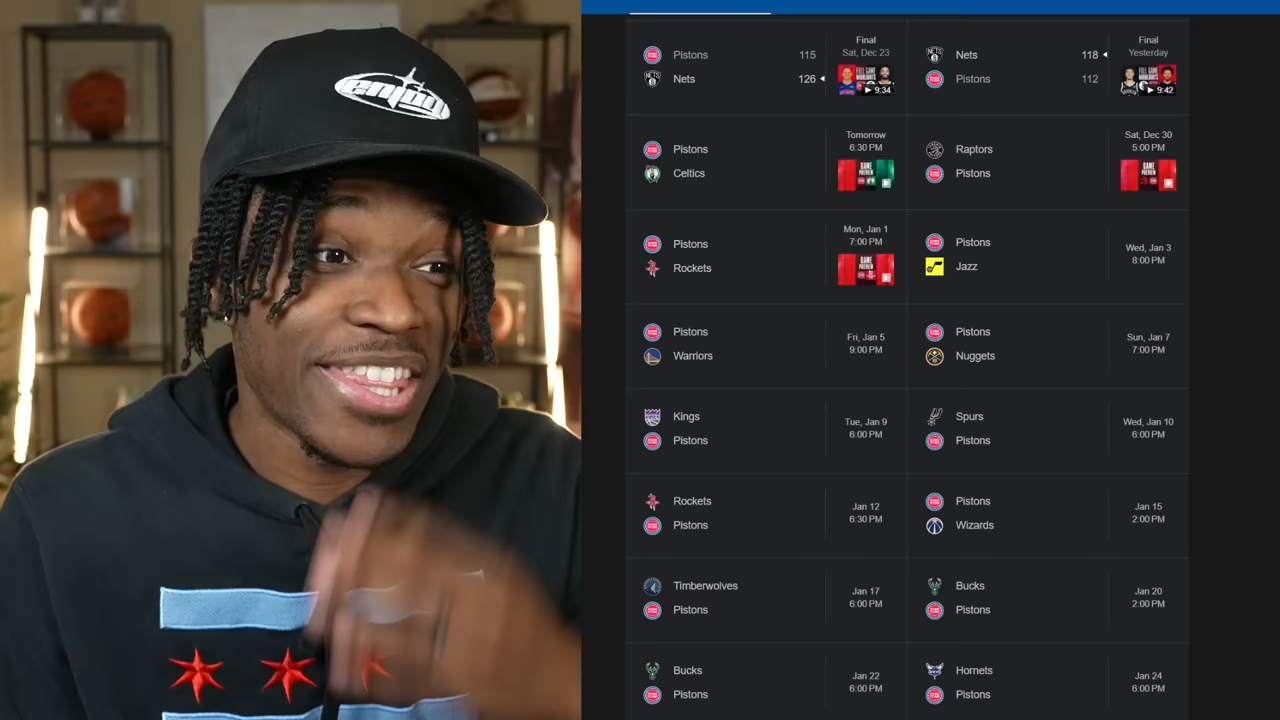 enjoy
Pistons 115
Nets 126
Final
Sat, Dec 23
9:34
Nets 118
Pistons 112
Final
Yesterday
9:42
Pistons
Celtics
Tomorrow
6:30 PM
GAME
PREVIEW
Raptors
Pistons
Sat, Dec 30
5:00 PM
GAME
PREVIEW
Pistons
Rockets
Mon, Jan 1
7:00 PM
GAME
PREVIEW
Pistons
Jazz
Wed, Jan 3
8:00 PM
Pistons
Warriors
Fri, Jan 5
9:00 PM
Pistons
Nuggets
Sun, Jan 7
7:00 PM
Kings
Pistons
Tue, Jan 9
6:00 PM
Spurs
Pistons
Wed, Jan 10
6:00 PM
Rockets
Pistons
Jan 12
6:30 PM
Pistons
Wizards
Jan 15
2:00 PM
Timberwolves
Pistons
Jan 17
6:00 PM
Bucks
Pistons
Jan 20
2:00 PM
Bucks
Pistons
Jan 22
6:00 PM
Hornets
Pistons
Jan 24
6:00 PM